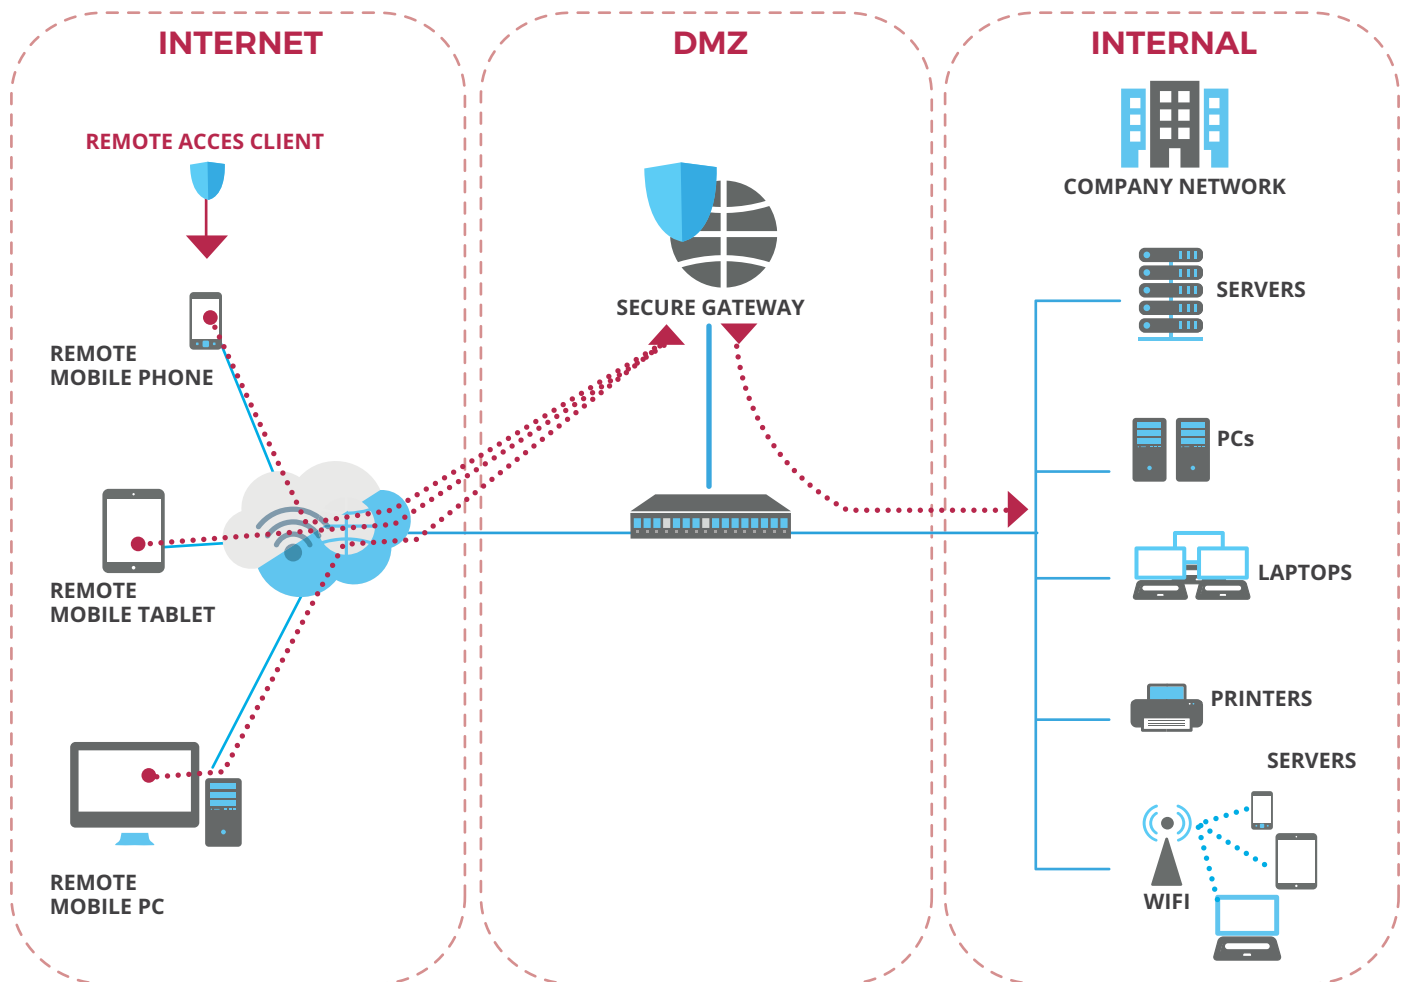 INTERNET
REMOTE ACCES CLIENT
REMOTE
MOBILE PHONE
REMOTE
MOBILE TABLET
REMOTE
MOBILE PC
DMZ
SECURE GATEWAY
INTERNAL
COMPANY NETWORK
SERVERS
PCs
LAPTOPS
PRINTERS
SERVERS
WIFI